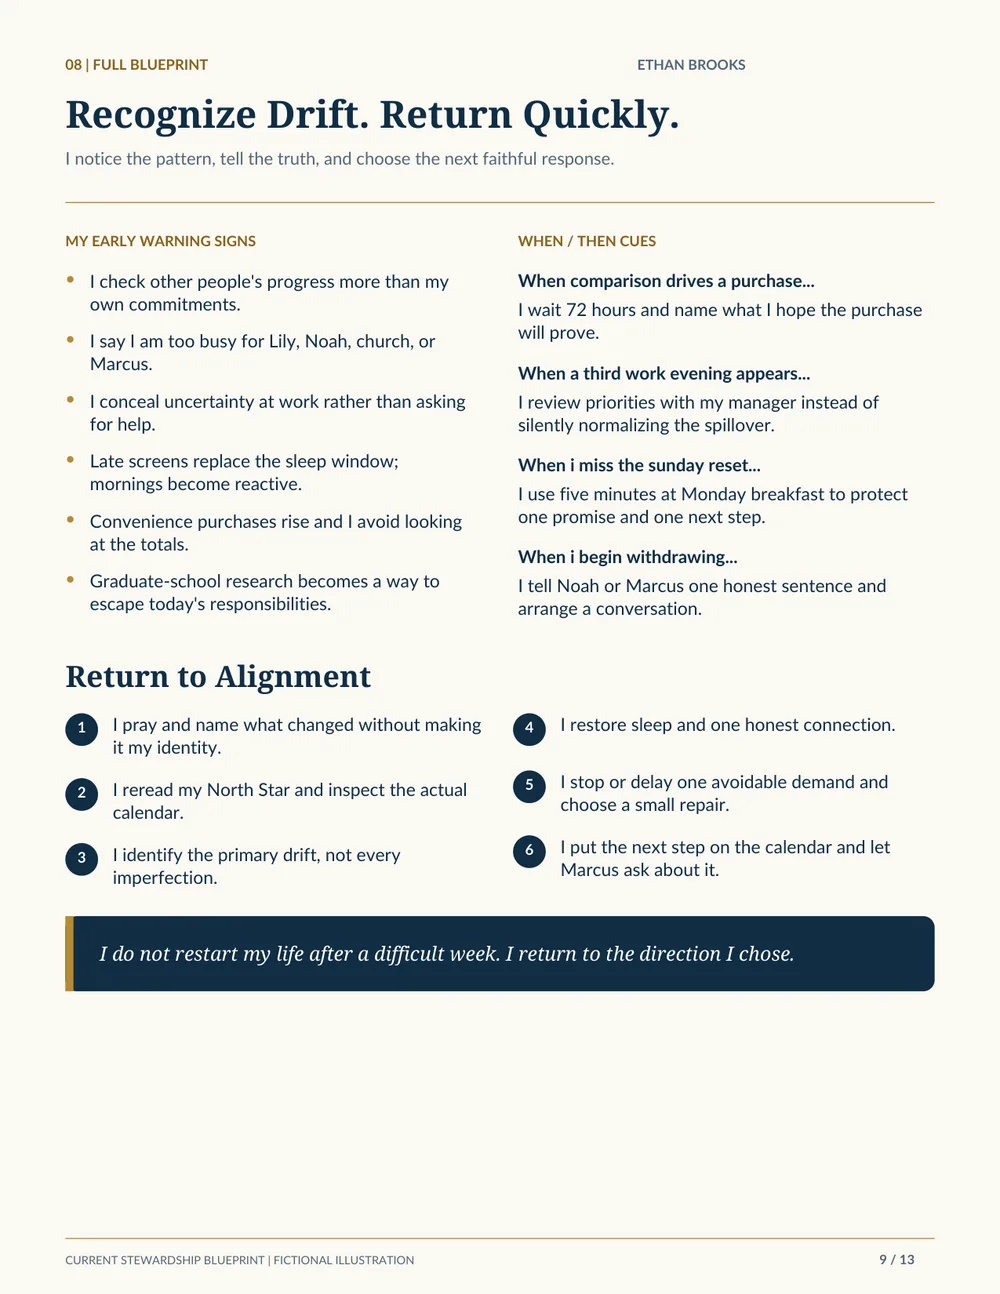 08 | FULL BLUEPRINT
ETHAN BROOKS
Recognize Drift. Return Quickly.
I notice the pattern, tell the truth, and choose the next faithful response.
MY EARLY WARNING SIGNS
• I check other people's progress more than my
own commitments.
• I say I am too busy for Lily, Noah, church, or
Marcus.
• I conceal uncertainty at work rather than asking
for help.
• Late screens replace the sleep window;
mornings become reactive.
• Convenience purchases rise and I avoid looking
at the totals.
• Graduate-school research becomes a way to
escape today's responsibilities.
WHEN / THEN CUES
When comparison drives a purchase...
I wait 72 hours and name what I hope the purchase
will prove.
When a third work evening appears...
I review priorities with my manager instead of
silently normalizing the spillover.
When i miss the sunday reset...
I use five minutes at Monday breakfast to protect
one promise and one next step.
When i begin withdrawing...
I tell Noah or Marcus one honest sentence and
arrange a conversation.
Return to Alignment
1 I pray and name what changed without making
it my identity.
2 I reread my North Star and inspect the actual
calendar.
3 I identify the primary drift, not every
imperfection.
4 I restore sleep and one honest connection.
5 I stop or delay one avoidable demand and
choose a small repair.
6 I put the next step on the calendar and let
Marcus ask about it.
I do not restart my life after a difficult week. I return to the direction I chose.
CURRENT STEWARDSHIP BLUEPRINT | FICTIONAL ILLUSTRATION
9 / 13